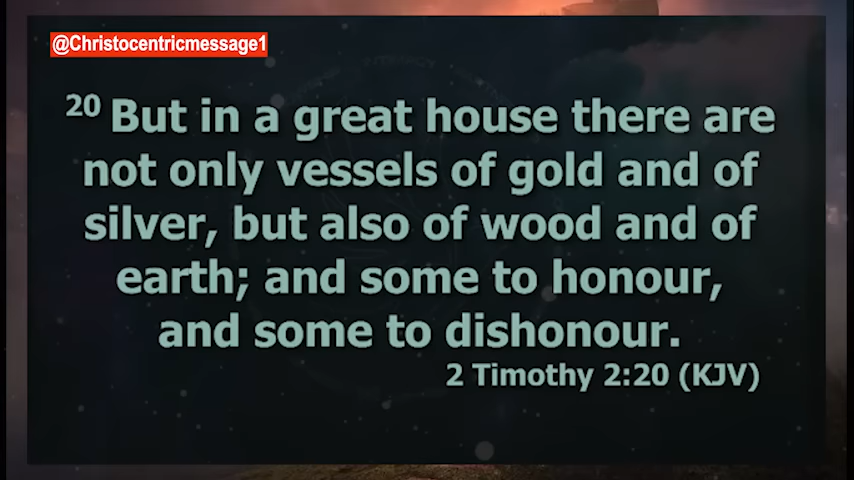 @Christocentricmessage1
20 But in a great house there are
not only vessels of gold and of
silver, but also of wood and of
earth; and some to honour,
and some to dishonour.
2 Timothy 2:20 (KJV)